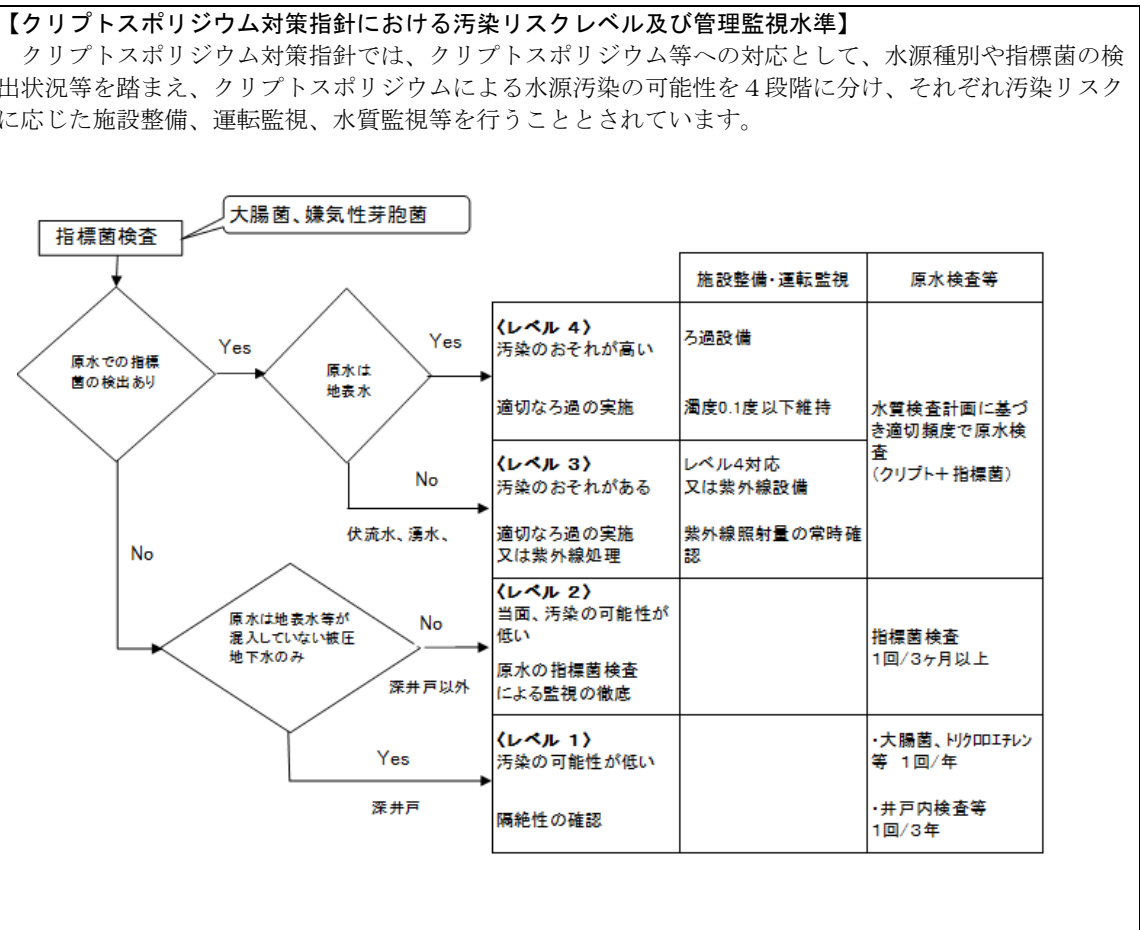 【クリプトスポリジウム対策指針における汚染リスクレベル及び管理監視水準】
クリプトスポリジウム対策指針では、クリプトスポリジウム等への対応として、水源種別や指標菌の検
出状況等を踏まえ、クリプトスポリジウムによる水源汚染の可能性を４段階に分け、それぞれ汚染リスク
に応じた施設整備、運転監視、水質監視等を行うこととされています。
大腸菌、嫌気性芽胞菌
指標菌検査
施設整備・運転監視
原水検査等
原水での指標
菌の検出あり
Yes
原水は
地表水
Yes
〈レベル 4〉
汚染のおそれが高い
適切なろ過の実施
ろ過設備
濁度0.1度以下維持
水質検査計画に基づ
き適切頻度で原水検
査
（クリプト＋指標菌）
No
伏流水、湧水、
〈レベル 3〉
汚染のおそれがある
適切なろ過の実施
又は紫外線処理
レベル4対応
又は紫外線設備
紫外線照射量の常時確
認
No
原水は地表水等が
混入していない被圧
地下水のみ
No
深井戸以外
〈レベル 2〉
当面、汚染の可能性が
低い
原水の指標菌検査
による監視の徹底
指標菌検査
1回/3ヶ月以上
Yes
深井戸
〈レベル 1〉
汚染の可能性が低い
隔絶性の確認
・大腸菌、ﾄﾘｸﾛﾛｴﾁﾚﾝ
等 1回/年
・井戸内検査等
1回/3年